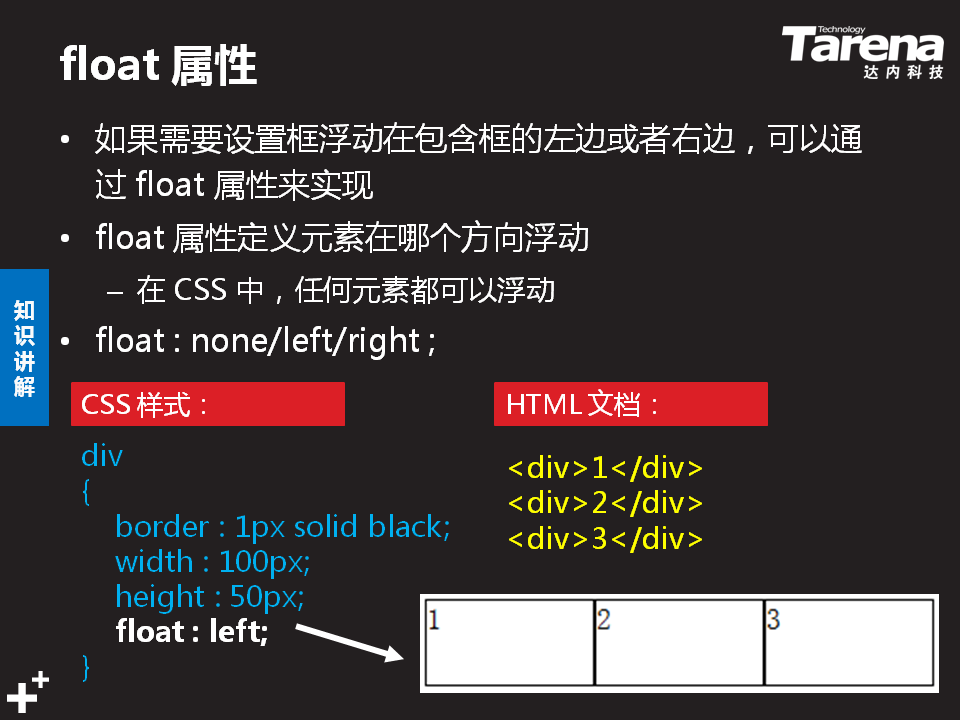 float 属性
Technology
Tarena
达内科技
• 如果需要设置框浮动在包含框的左边或者右边，可以通
过 float 属性来实现
• float 属性定义元素在哪个方向浮动
– 在 CSS 中，任何元素都可以浮动
• float : none/left/right ;
知识讲解
CSS 样式：
div
{
border : 1px solid black;
width : 100px;
height : 50px;
float : left;
}
HTML 文档：
<div>1</div>
<div>2</div>
<div>3</div>
1 2 3